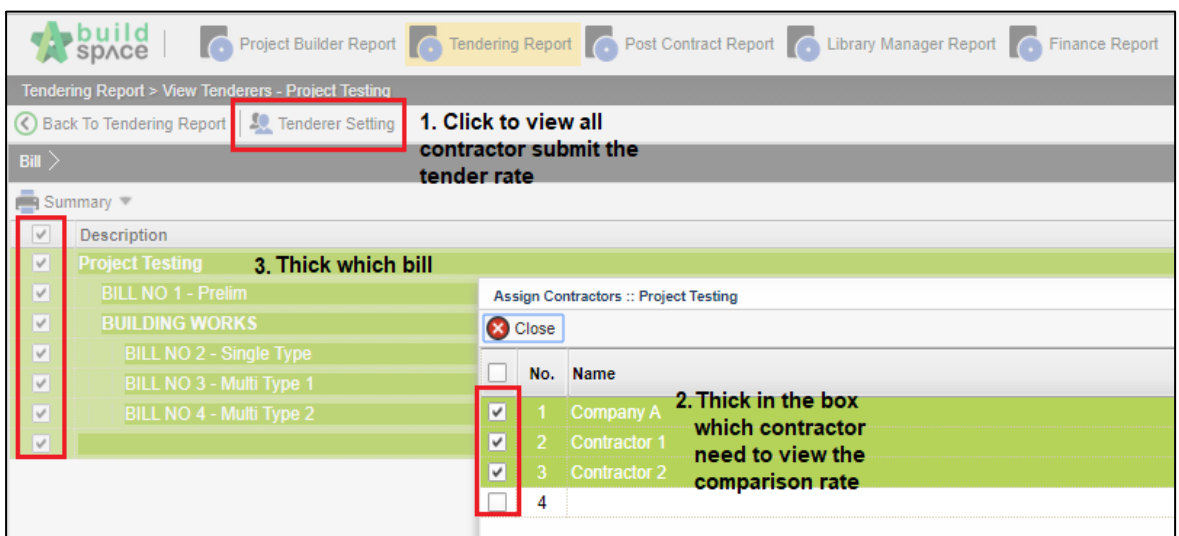 build
space
Project Builder Report Tendering Report Post Contract Report Library Manager Report Finance Report
Tendering Report > View Tenderers - Project Testing
Back To Tendering Report Tenderer Setting
1. Click to view all
contractor submit the
tender rate
Bill >
Summary
Description
Project Testing
3. Thick which bill
BILL NO 1 - Prelim
BUILDING WORKS
BILL NO 2 - Single Type
BILL NO 3 - Multi Type 1
BILL NO 4 - Multi Type 2
Assign Contractors :: Project Testing
Close
No. Name
1 Company A
2 Contractor 1
3 Contractor 2
4
2. Thick in the box
which contractor
need to view the
comparison rate